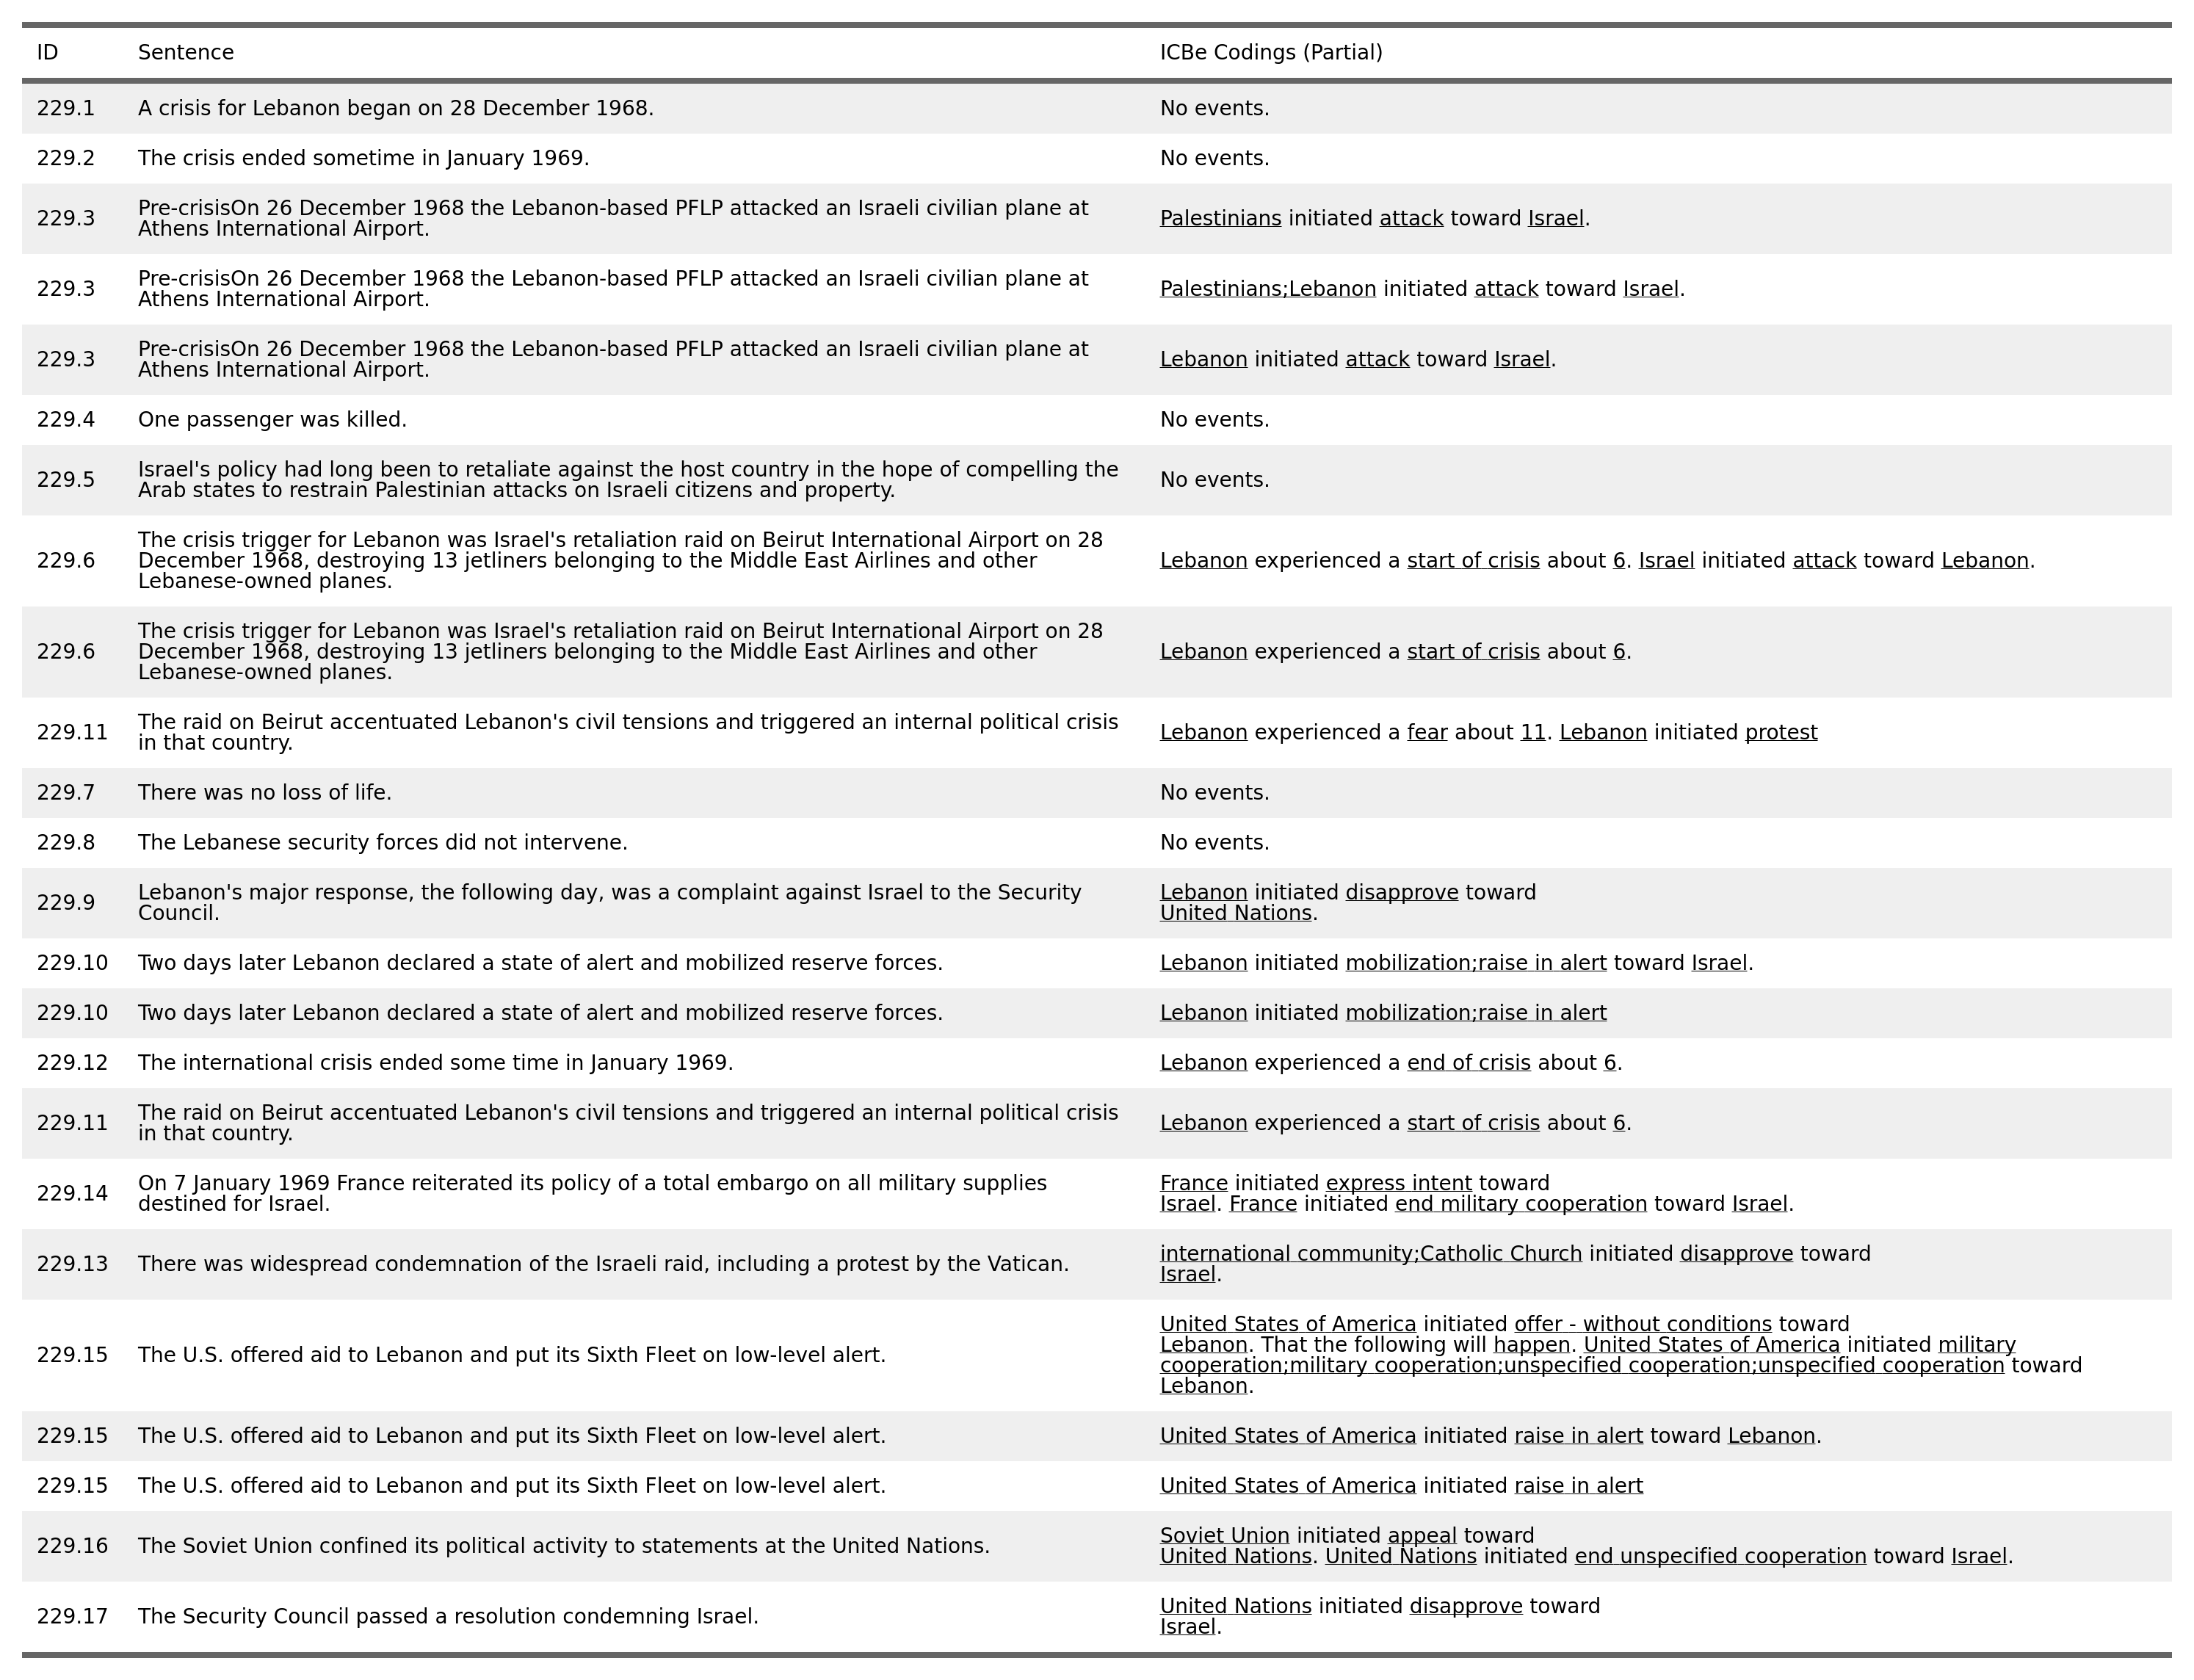 ID Sentence ICBe Codings (Partial)
229.1 A crisis for Lebanon began on 28 December 1968. No events.
229.2 The crisis ended sometime in January 1969. No events.
229.3 Pre-crisisOn 26 December 1968 the Lebanon-based PFLP attacked an Israeli civilian plane at
Athens International Airport.
Palestinians initiated attack toward Israel.
229.3 Pre-crisisOn 26 December 1968 the Lebanon-based PFLP attacked an Israeli civilian plane at
Athens International Airport.
Palestinians;Lebanon initiated attack toward Israel.
229.3 Pre-crisisOn 26 December 1968 the Lebanon-based PFLP attacked an Israeli civilian plane at
Athens International Airport.
Lebanon initiated attack toward Israel.
229.4 One passenger was killed. No events.
229.5 Israel's policy had long been to retaliate against the host country in the hope of compelling the
Arab states to restrain Palestinian attacks on Israeli citizens and property.
No events.
229.6 The crisis trigger for Lebanon was Israel's retaliation raid on Beirut International Airport on 28
December 1968, destroying 13 jetliners belonging to the Middle East Airlines and other
Lebanese-owned planes.
Lebanon experienced a start of crisis about 6. Israel initiated attack toward Lebanon.
229.6 The crisis trigger for Lebanon was Israel's retaliation raid on Beirut International Airport on 28
December 1968, destroying 13 jetliners belonging to the Middle East Airlines and other
Lebanese-owned planes.
Lebanon experienced a start of crisis about 6.
229.11 The raid on Beirut accentuated Lebanon's civil tensions and triggered an internal political crisis
in that country.
Lebanon experienced a fear about 11. Lebanon initiated protest
229.7 There was no loss of life. No events.
229.8 The Lebanese security forces did not intervene. No events.
229.9 Lebanon's major response, the following day, was a complaint against Israel to the Security
Council.
Lebanon initiated disapprove toward
United Nations.
229.10 Two days later Lebanon declared a state of alert and mobilized reserve forces. Lebanon initiated mobilization;raise in alert toward Israel.
229.10 Two days later Lebanon declared a state of alert and mobilized reserve forces. Lebanon initiated mobilization;raise in alert
229.12 The international crisis ended some time in January 1969. Lebanon experienced a end of crisis about 6.
229.11 The raid on Beirut accentuated Lebanon's civil tensions and triggered an internal political crisis
in that country.
Lebanon experienced a start of crisis about 6.
229.14 On 7 January 1969 France reiterated its policy of a total embargo on all military supplies
destined for Israel.
France initiated express intent toward
Israel. France initiated end military cooperation toward Israel.
229.13 There was widespread condemnation of the Israeli raid, including a protest by the Vatican.
international community;Catholic Church initiated disapprove toward
Israel.
229.15 The U.S. offered aid to Lebanon and put its Sixth Fleet on low-level alert.
United States of America initiated offer - without conditions toward
Lebanon. That the following will happen. United States of America initiated military
cooperation;military cooperation;unspecified cooperation;unspecified cooperation toward
Lebanon.
229.15 The U.S. offered aid to Lebanon and put its Sixth Fleet on low-level alert. United States of America initiated raise in alert toward Lebanon.
229.15 The U.S. offered aid to Lebanon and put its Sixth Fleet on low-level alert. United States of America initiated raise in alert
229.16 The Soviet Union confined its political activity to statements at the United Nations.
Soviet Union initiated appeal toward
United Nations. United Nations initiated end unspecified cooperation toward Israel.
229.17 The Security Council passed a resolution condemning Israel.
United Nations initiated disapprove toward
Israel.